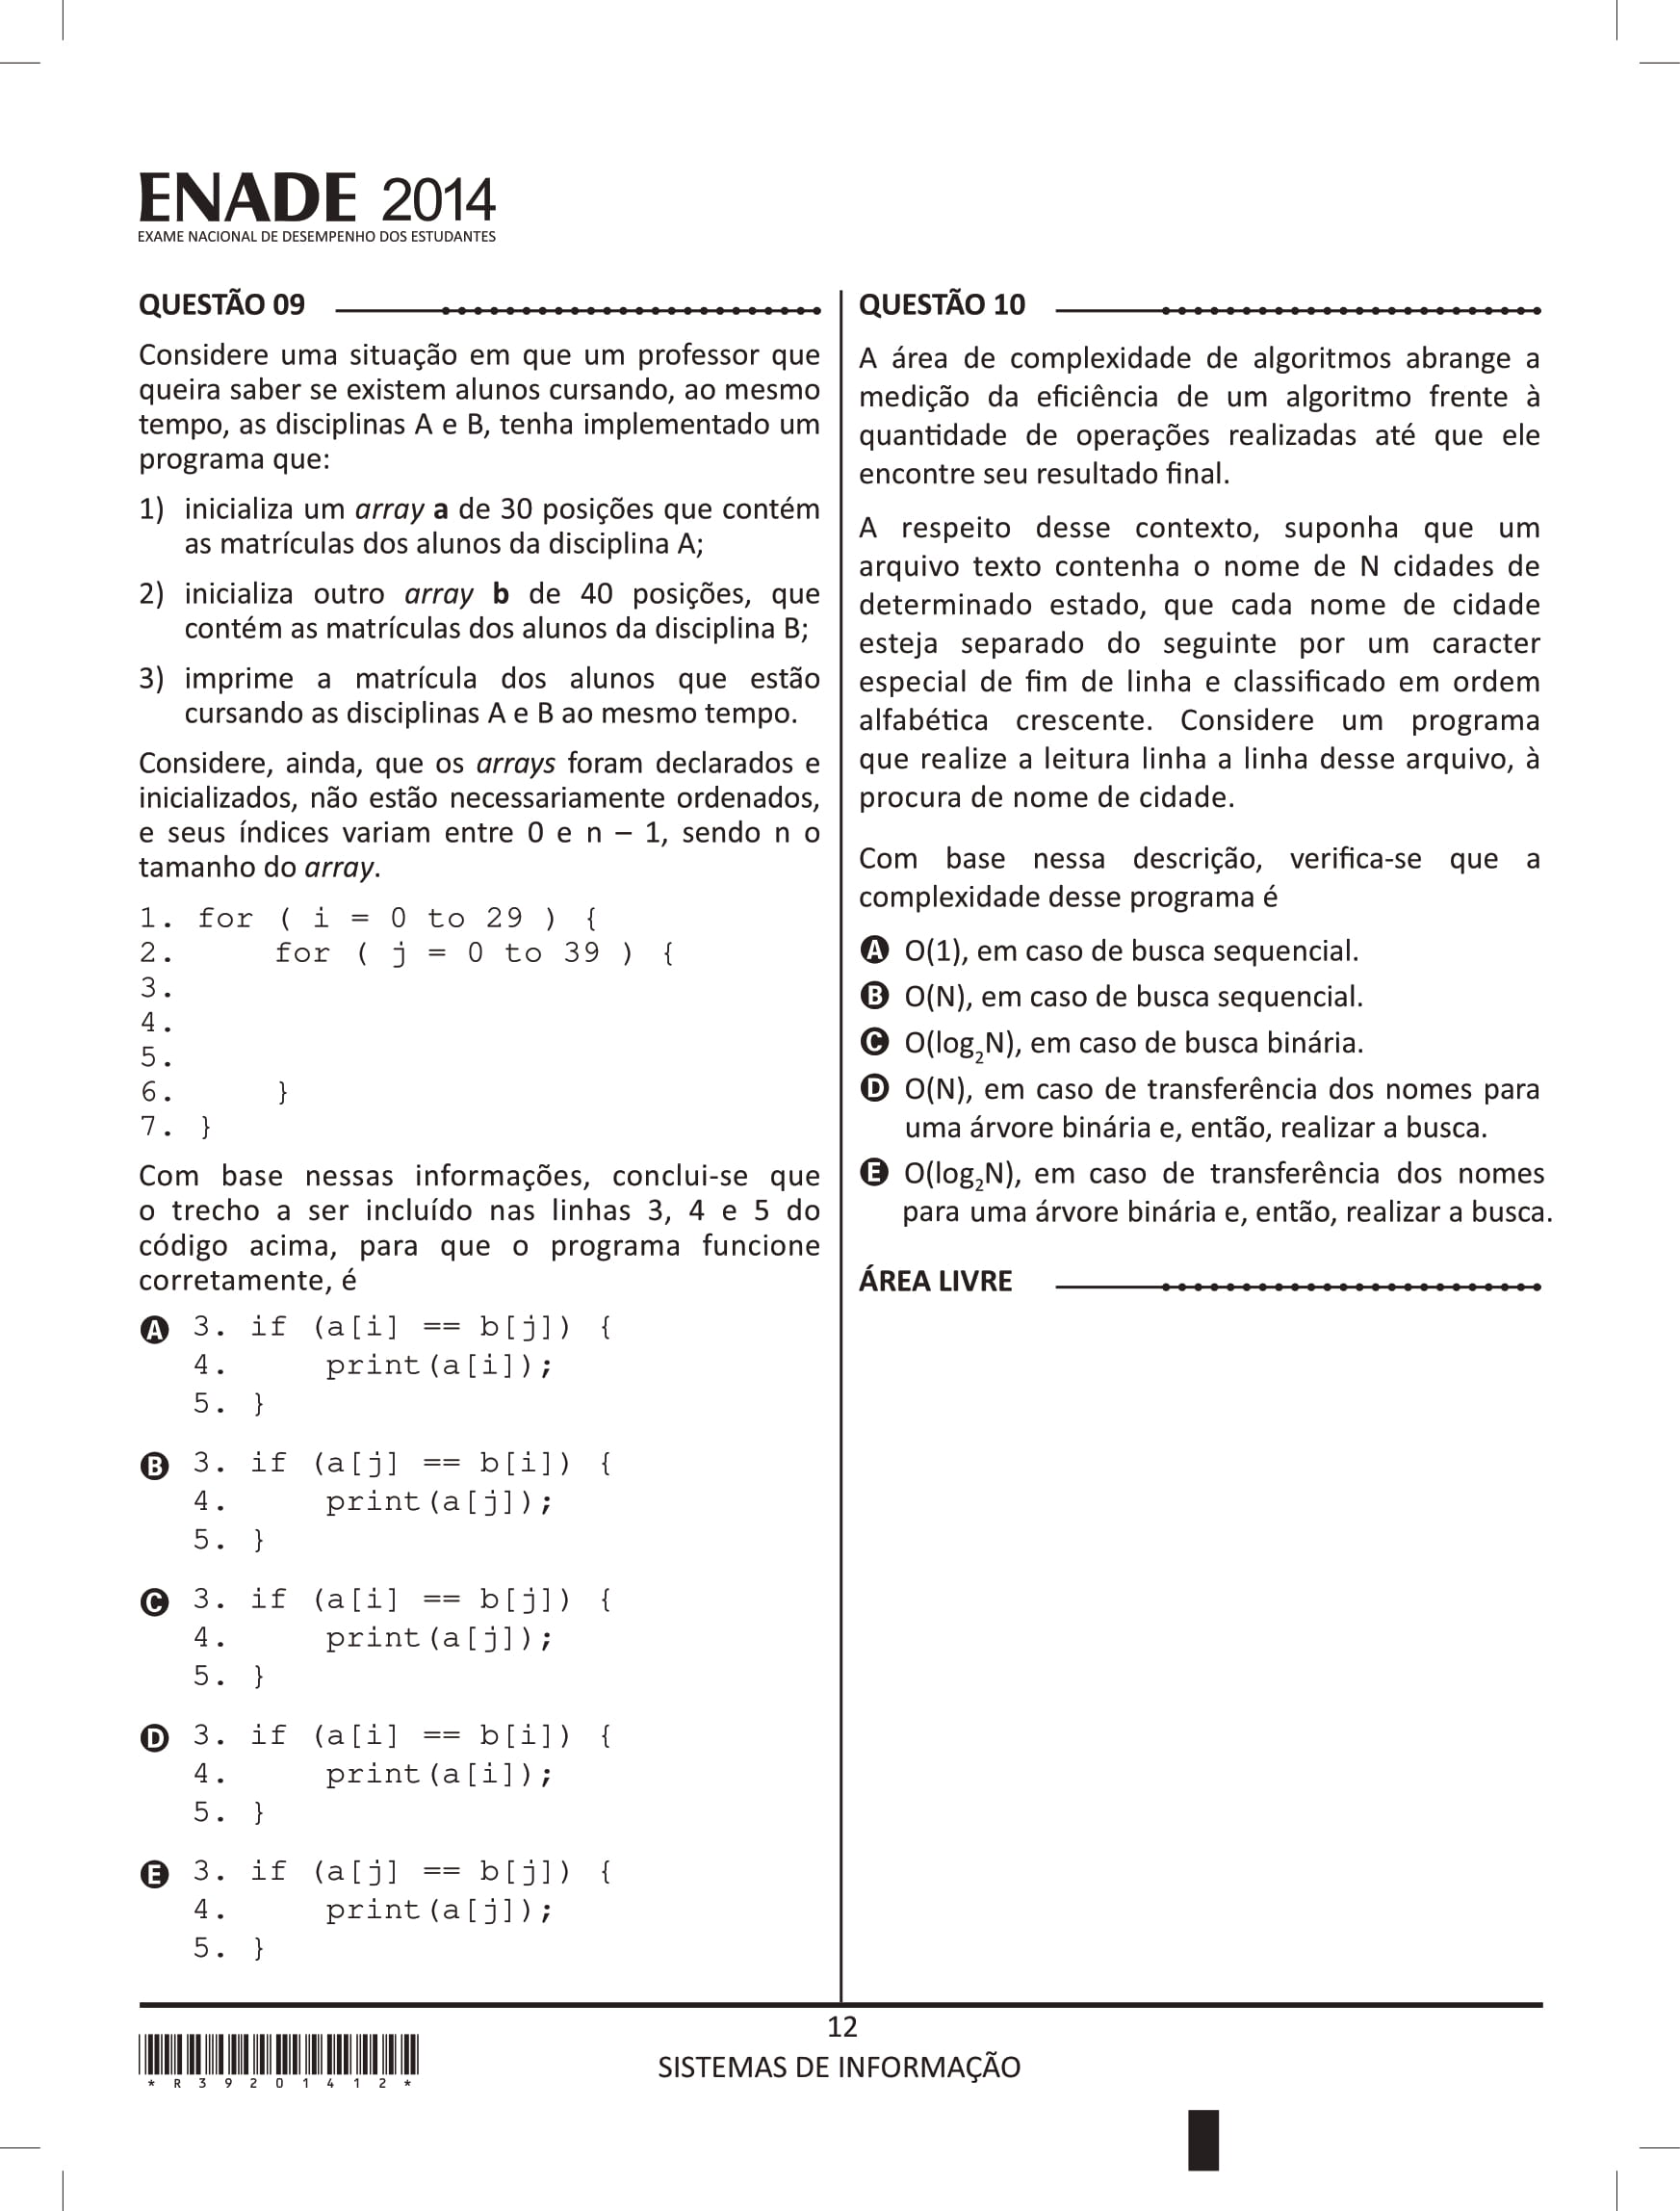 ENADE 2014
EXAME NACIONAL DE DESEMPENHO DOS ESTUDANTES
QUESTÃO 09
Considere uma situação em que um professor que
queira saber se existem alunos cursando, ao mesmo
tempo, as disciplinas A e B, tenha implementado um
programa que:
1) inicializa um array a de 30 posições que contém
as matrículas dos alunos da disciplina A;
2) inicializa outro array b de 40 posições, que
contém as matrículas dos alunos da disciplina B;
3) imprime a matrícula dos alunos que estão
cursando as disciplinas A e B ao mesmo tempo.
Considere, ainda, que os arrays foram declarados e
inicializados, não estão necessariamente ordenados,
e seus índices variam entre 0 e n – 1, sendo n o
tamanho do array.
1. for ( i = 0 to 29 ) {
2.     for ( j = 0 to 39 ) {
3.
4.
5.
6.     }
7. }
Com base nessas informações, conclui-se que
o trecho a ser incluído nas linhas 3, 4 e 5 do
código acima, para que o programa funcione
corretamente, é
A 3. if (a[i] == b[j]) {
4.     print(a[i]);
5. }
B 3. if (a[j] == b[i]) {
4.     print(a[j]);
5. }
C 3. if (a[i] == b[j]) {
4.     print(a[j]);
5. }
D 3. if (a[i] == b[i]) {
4.     print(a[i]);
5. }
E 3. if (a[j] == b[j]) {
4.     print(a[j]);
5. }
QUESTÃO 10
A área de complexidade de algoritmos abrange a
medição da eficiência de um algoritmo frente à
quantidade de operações realizadas até que ele
encontre seu resultado final.
A respeito desse contexto, suponha que um
arquivo texto contenha o nome de N cidades de
determinado estado, que cada nome de cidade
esteja separado do seguinte por um caracter
especial de fim de linha e classificado em ordem
alfabética crescente. Considere um programa
que realize a leitura linha a linha desse arquivo, à
procura de nome de cidade.
Com base nessa descrição, verifica-se que a
complexidade desse programa é
A O(1), em caso de busca sequencial.
B O(N), em caso de busca sequencial.
C O(log2N), em caso de busca binária.
D O(N), em caso de transferência dos nomes para
uma árvore binária e, então, realizar a busca.
E O(log2N), em caso de transferência dos nomes
para uma árvore binária e, então, realizar a busca.
ÁREA LIVRE
12
SISTEMAS DE INFORMAÇÃO
* R 3 9 2 0 1 4 1 2 *